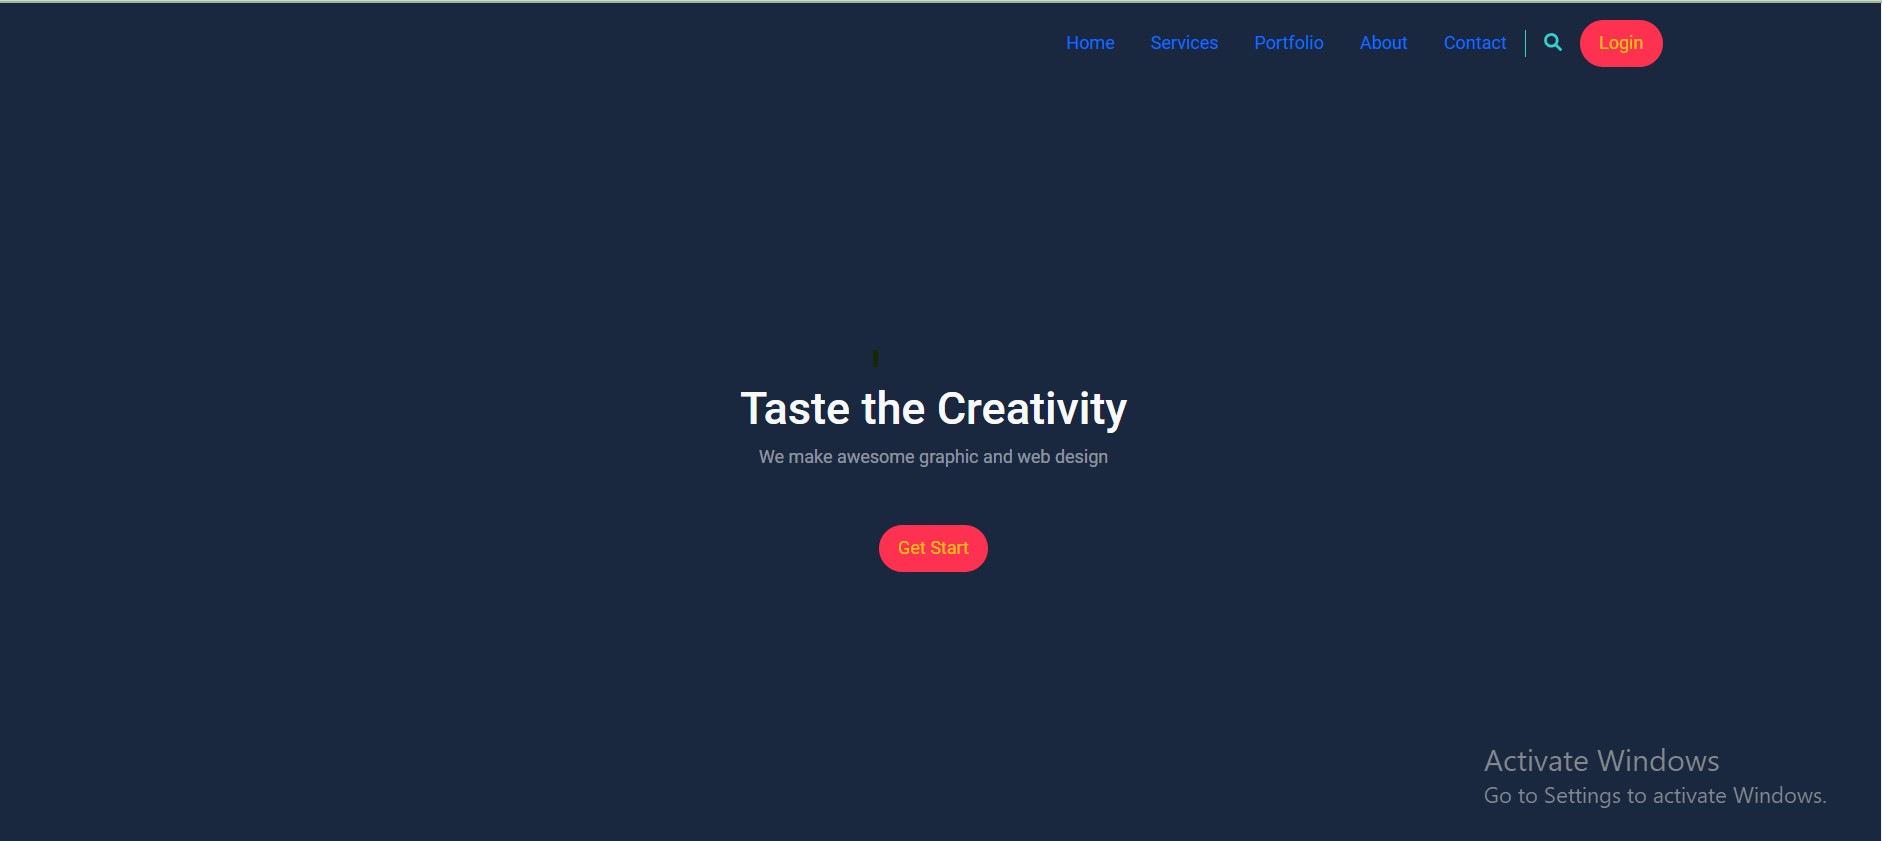 Home Services Portfolio About Contact Login
Taste the Creativity
We make awesome graphic and web design
Get Start
Activate Windows
Go to Settings to activate Windows.